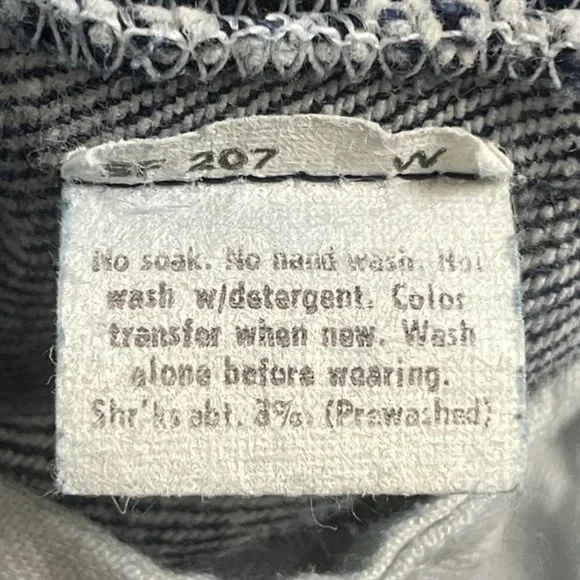 SF 207 W
No soak. No hand wash. Hot
wash w/detergent. Color
transfer when new. Wash
alone before wearing.
Shr'ks abt. 3%. (Prewashed)